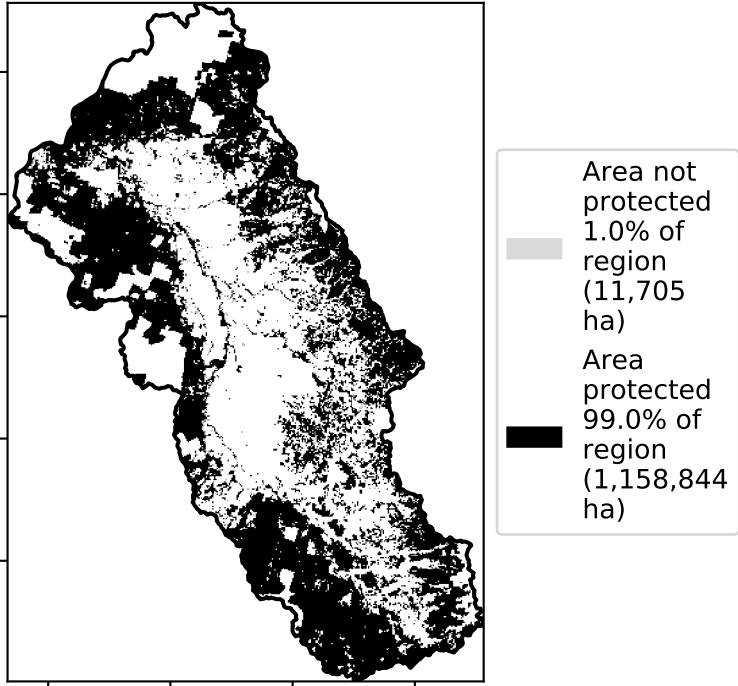 Area not
protected
1.0% of
region
(11,705
ha)
Area
protected
99.0% of
region
(1,158,844
ha)